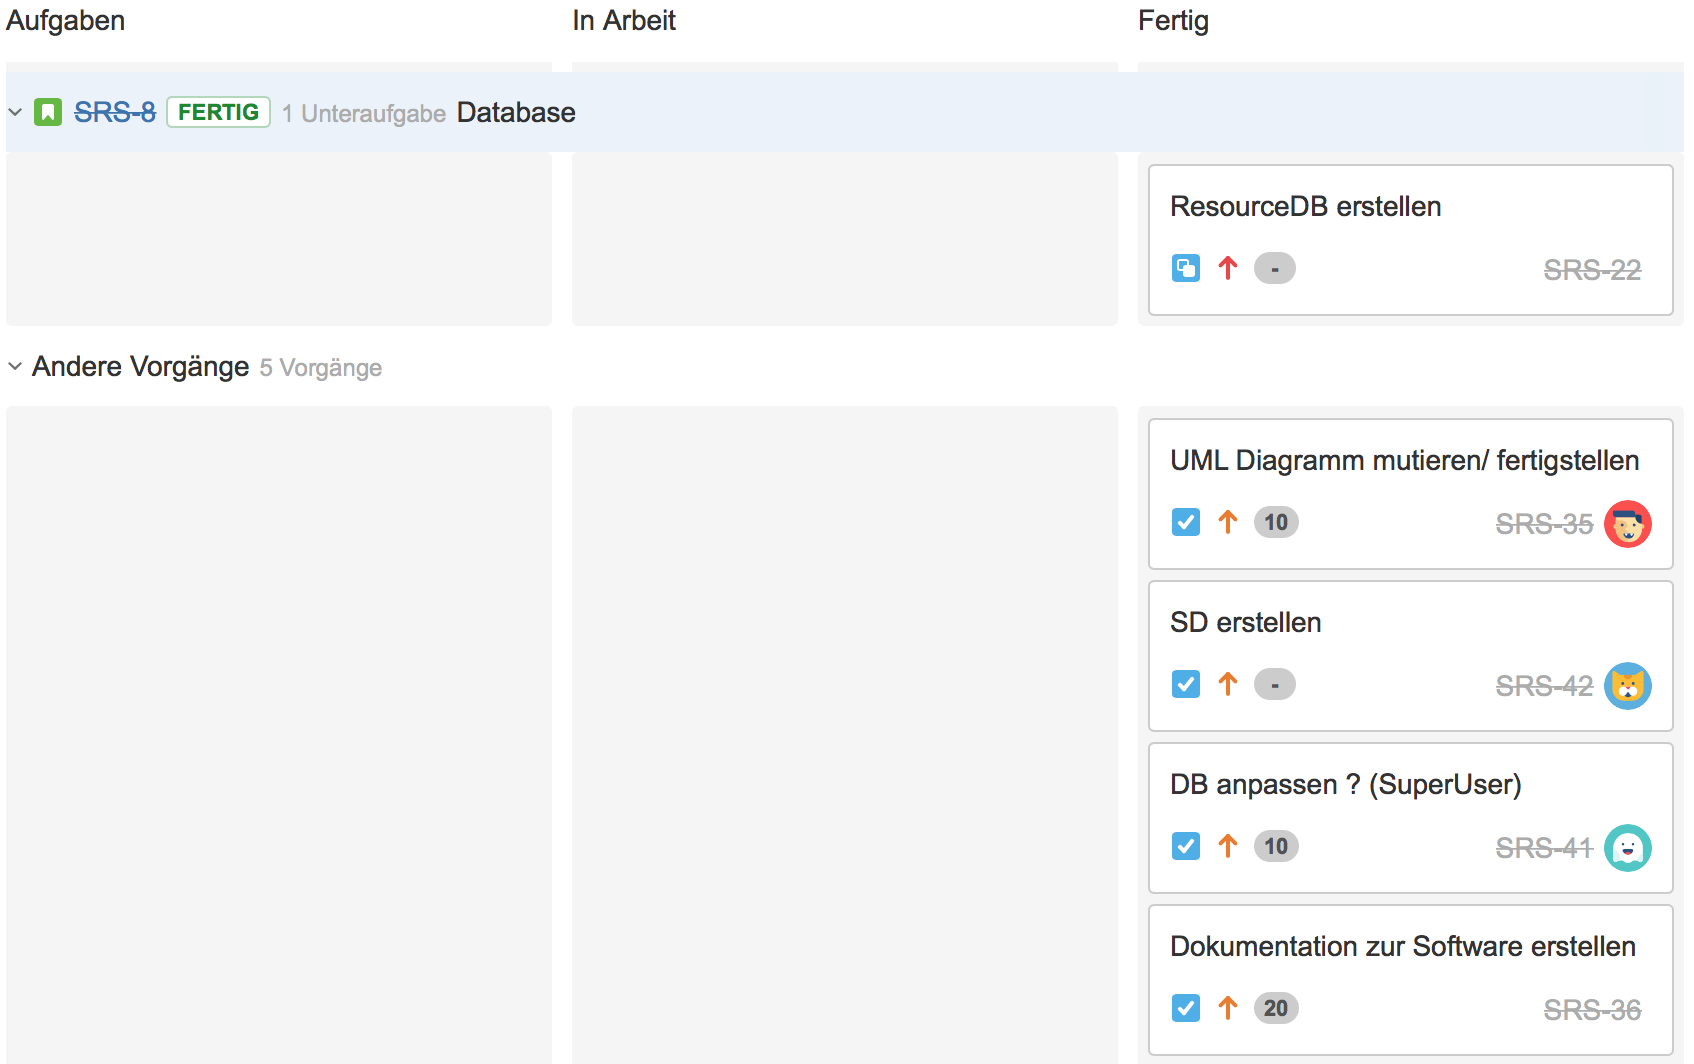 Aufgaben In Arbeit Fertig
SRS-8 FERTIG 1 Unteraufgabe Database
ResourceDB erstellen
- SRS-22
Andere Vorgänge 5 Vorgänge
UML Diagramm mutieren/ fertigstellen
10 SRS-35
SD erstellen
- SRS-42
DB anpassen ? (SuperUser)
10 SRS-41
Dokumentation zur Software erstellen
20 SRS-36